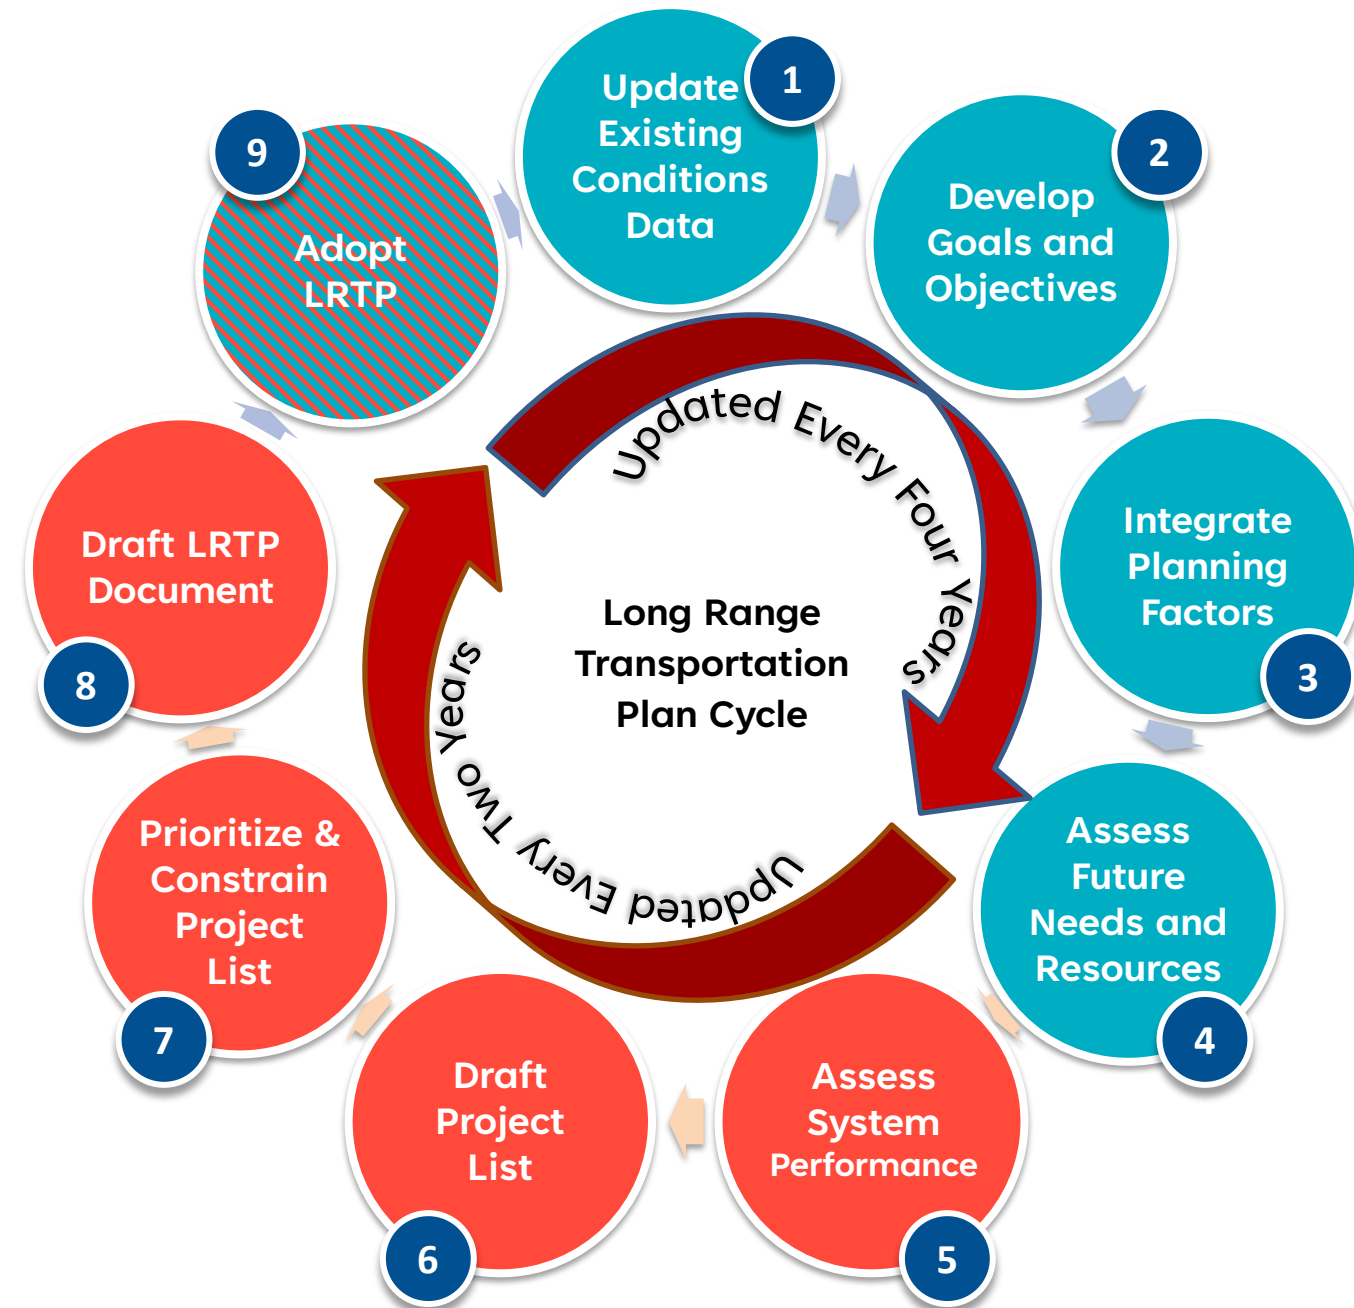 1
Update
Existing
Conditions
Data
2
Develop
Goals and
Objectives
3
Integrate
Planning
Factors
4
Assess
Future
Needs and
Resources
5
Assess
System
Performance
6
Draft
Project
List
7
Prioritize &
Constrain
Project
List
8
Draft LRTP
Document
9
Adopt
LRTP
Updated Every Four Years
Long Range
Transportation
Plan Cycle
Updated Every Two Years